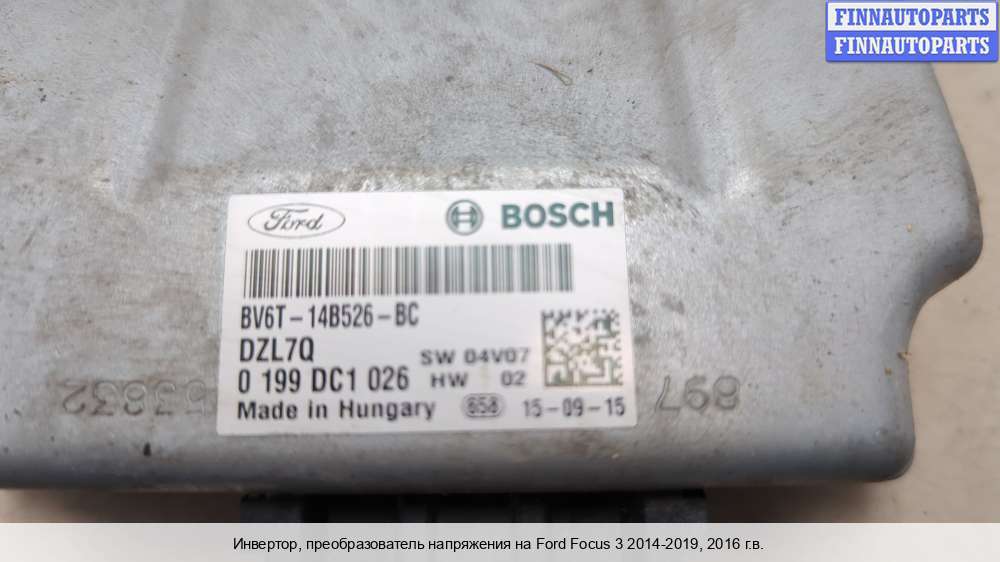 FINNAUTOPARTS
FINNAUTOPARTS
Ford
BOSCH
BV6T-14B526-BC
DZL7Q
SW 04V07
0 199 DC1 026
HW 02
Made in Hungary
658
15-09-15
897
Инвертор, преобразователь напряжения на Ford Focus 3 2014-2019, 2016 г.в.